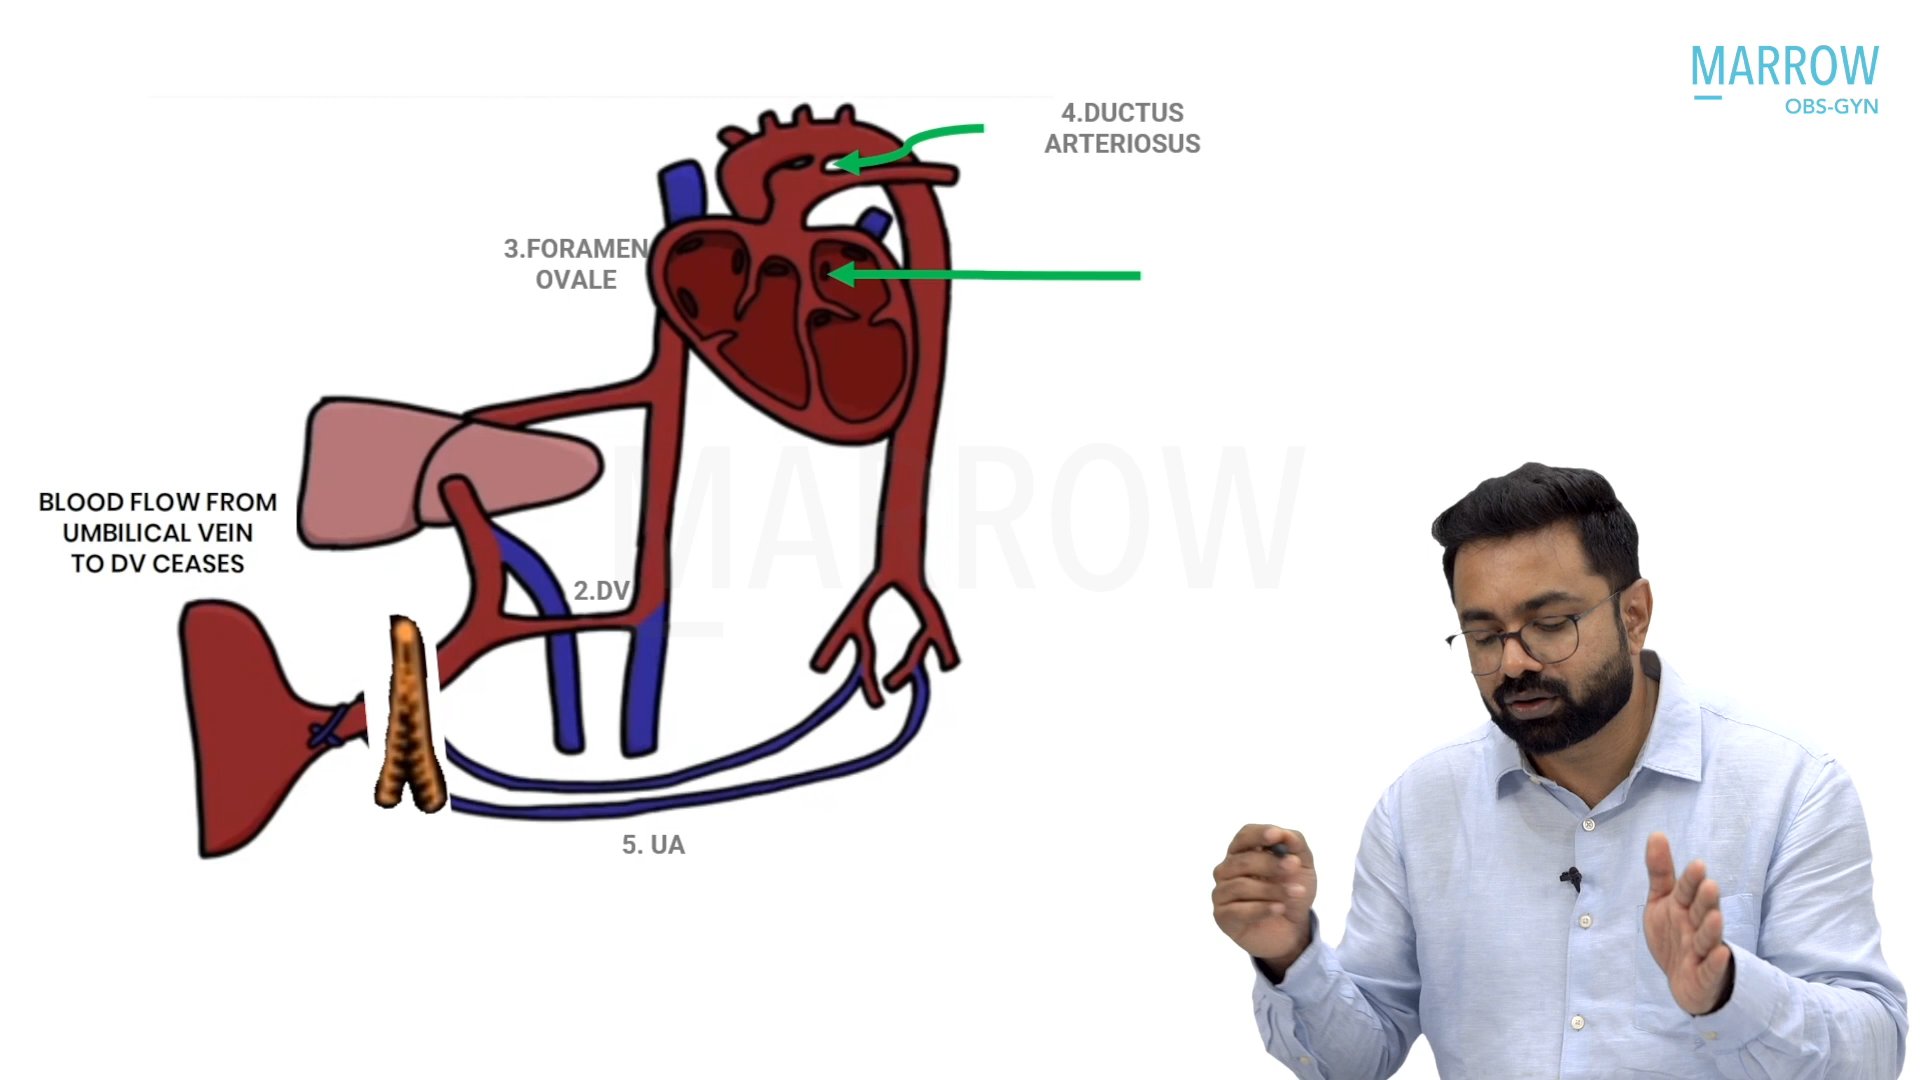 MARROW
OBS-GYN
4.DUCTUS
ARTERIOSUS
3.FORAMEN
OVALE
MARROW
BLOOD FLOW FROM
UMBILICAL VEIN
TO DV CEASES
2.DV
5. UA